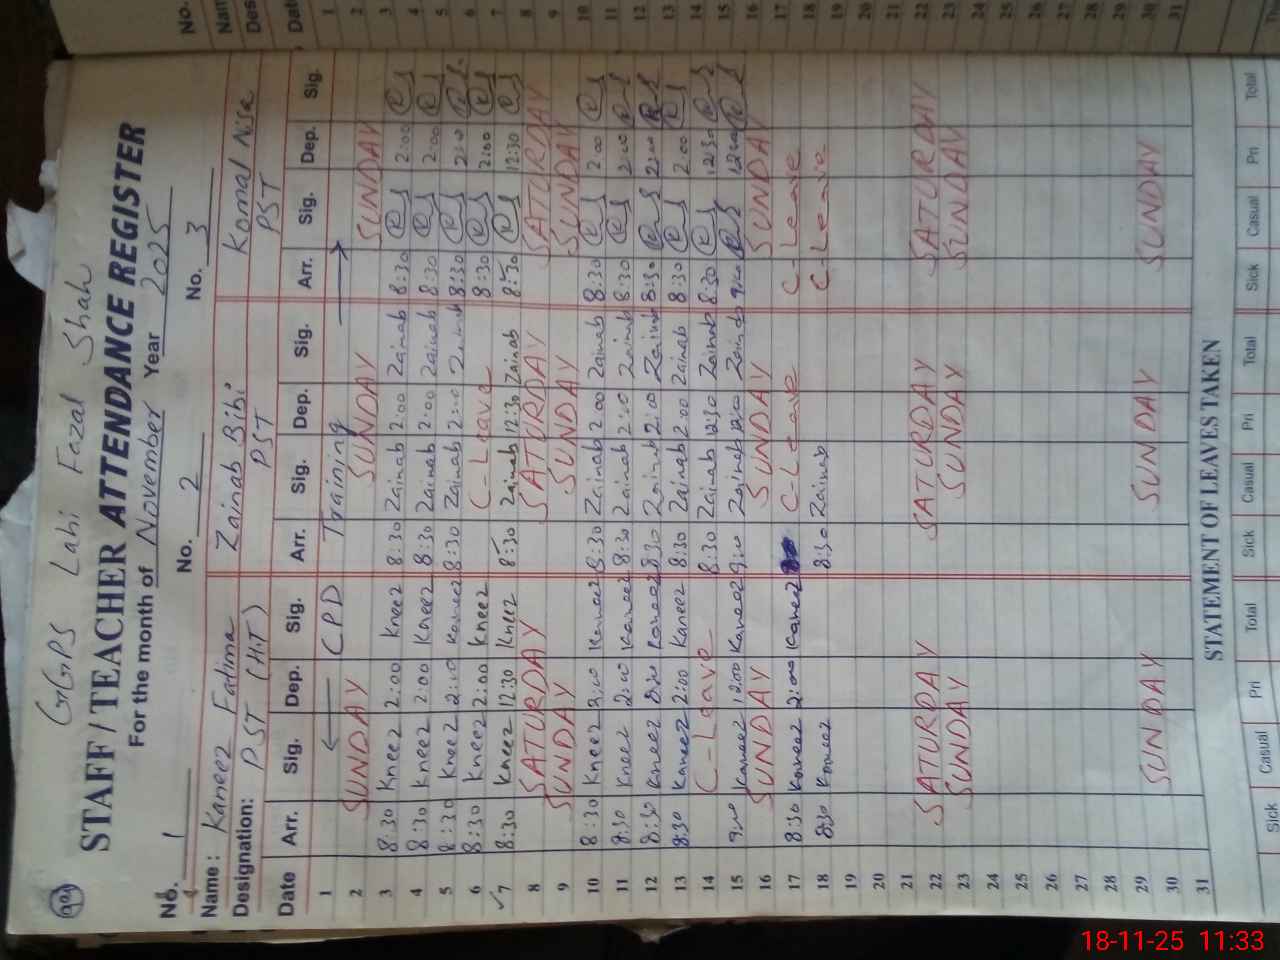 GGPS Lahi Fazal Shah
STAFF/TEACHER ATTENDANCE REGISTER
For the month of November Year 2025
No. 1 No. 2 No. 3
Name: Kaneez Fatima Zainab Bibi Komal Nisa
Designation: PST (H.T) PST PST
Date Arr. Sig. Dep. Sig. Arr. Sig. Dep. Sig. Arr. Sig. Dep. Sig.
1 CPD Training
2 SUNDAY SUNDAY SUNDAY
3 8:30 Kneez 2:00 Kneez 8:30 Zainab 2:00 Zainab 8:30 2:00
4 8:30 Kneez 2:00 Kaneez 8:30 Zainab 2:00 Zainab 8:30 2:00
5 8:30 Kneez 2:00 Kaneez 8:30 Zainab 2:00 Zainab 8:30 2:00
6 8:30 Kneez 2:00 Kneez C-Leave 8:30 2:00
7 8:30 Kneez 12:30 Kneez 8:30 Zainab 12:30 Zainab 8:30 12:30
8 SATURDAY SATURDAY SATURDAY
9 SUNDAY SUNDAY SUNDAY
10 8:30 Kneez 2:00 Kaneez 8:30 Zainab 2:00 Zainab 8:30 2:00
11 8:30 Kneez 2:00 Kaneez 8:30 Zainab 2:00 Zainab 8:30 2:00
12 8:30 Kneez Kaneez 8:30 Zainab 2:00 Zainab 8:30 2:00
13 8:30 Kaneez 2:00 Kaneez 8:30 Zainab 2:00 Zainab 8:30 2:00
14 C-Leave 8:30 Zainab 12:30 Zainab 8:30 12:30
15 9:00 Kaneez 12:00 Kaneez 9:00 Zainab 12:00 Zainab 9:00 12:00
16 SUNDAY SUNDAY SUNDAY
17 8:30 Kaneez 2:00 Kaneez C-Leave C-Leave
18 8:30 Kaneez 8:30 Zainab C-Leave
19
20
21
22 SATURDAY SATURDAY SATURDAY
23 SUNDAY SUNDAY SUNDAY
24
25
26
27
28
29
30 SUNDAY SUNDAY SUNDAY
31
STATEMENT OF LEAVES TAKEN
Sick Casual Pri Total Sick Casual Pri Total Sick Casual Pri Total
18-11-25 11:33